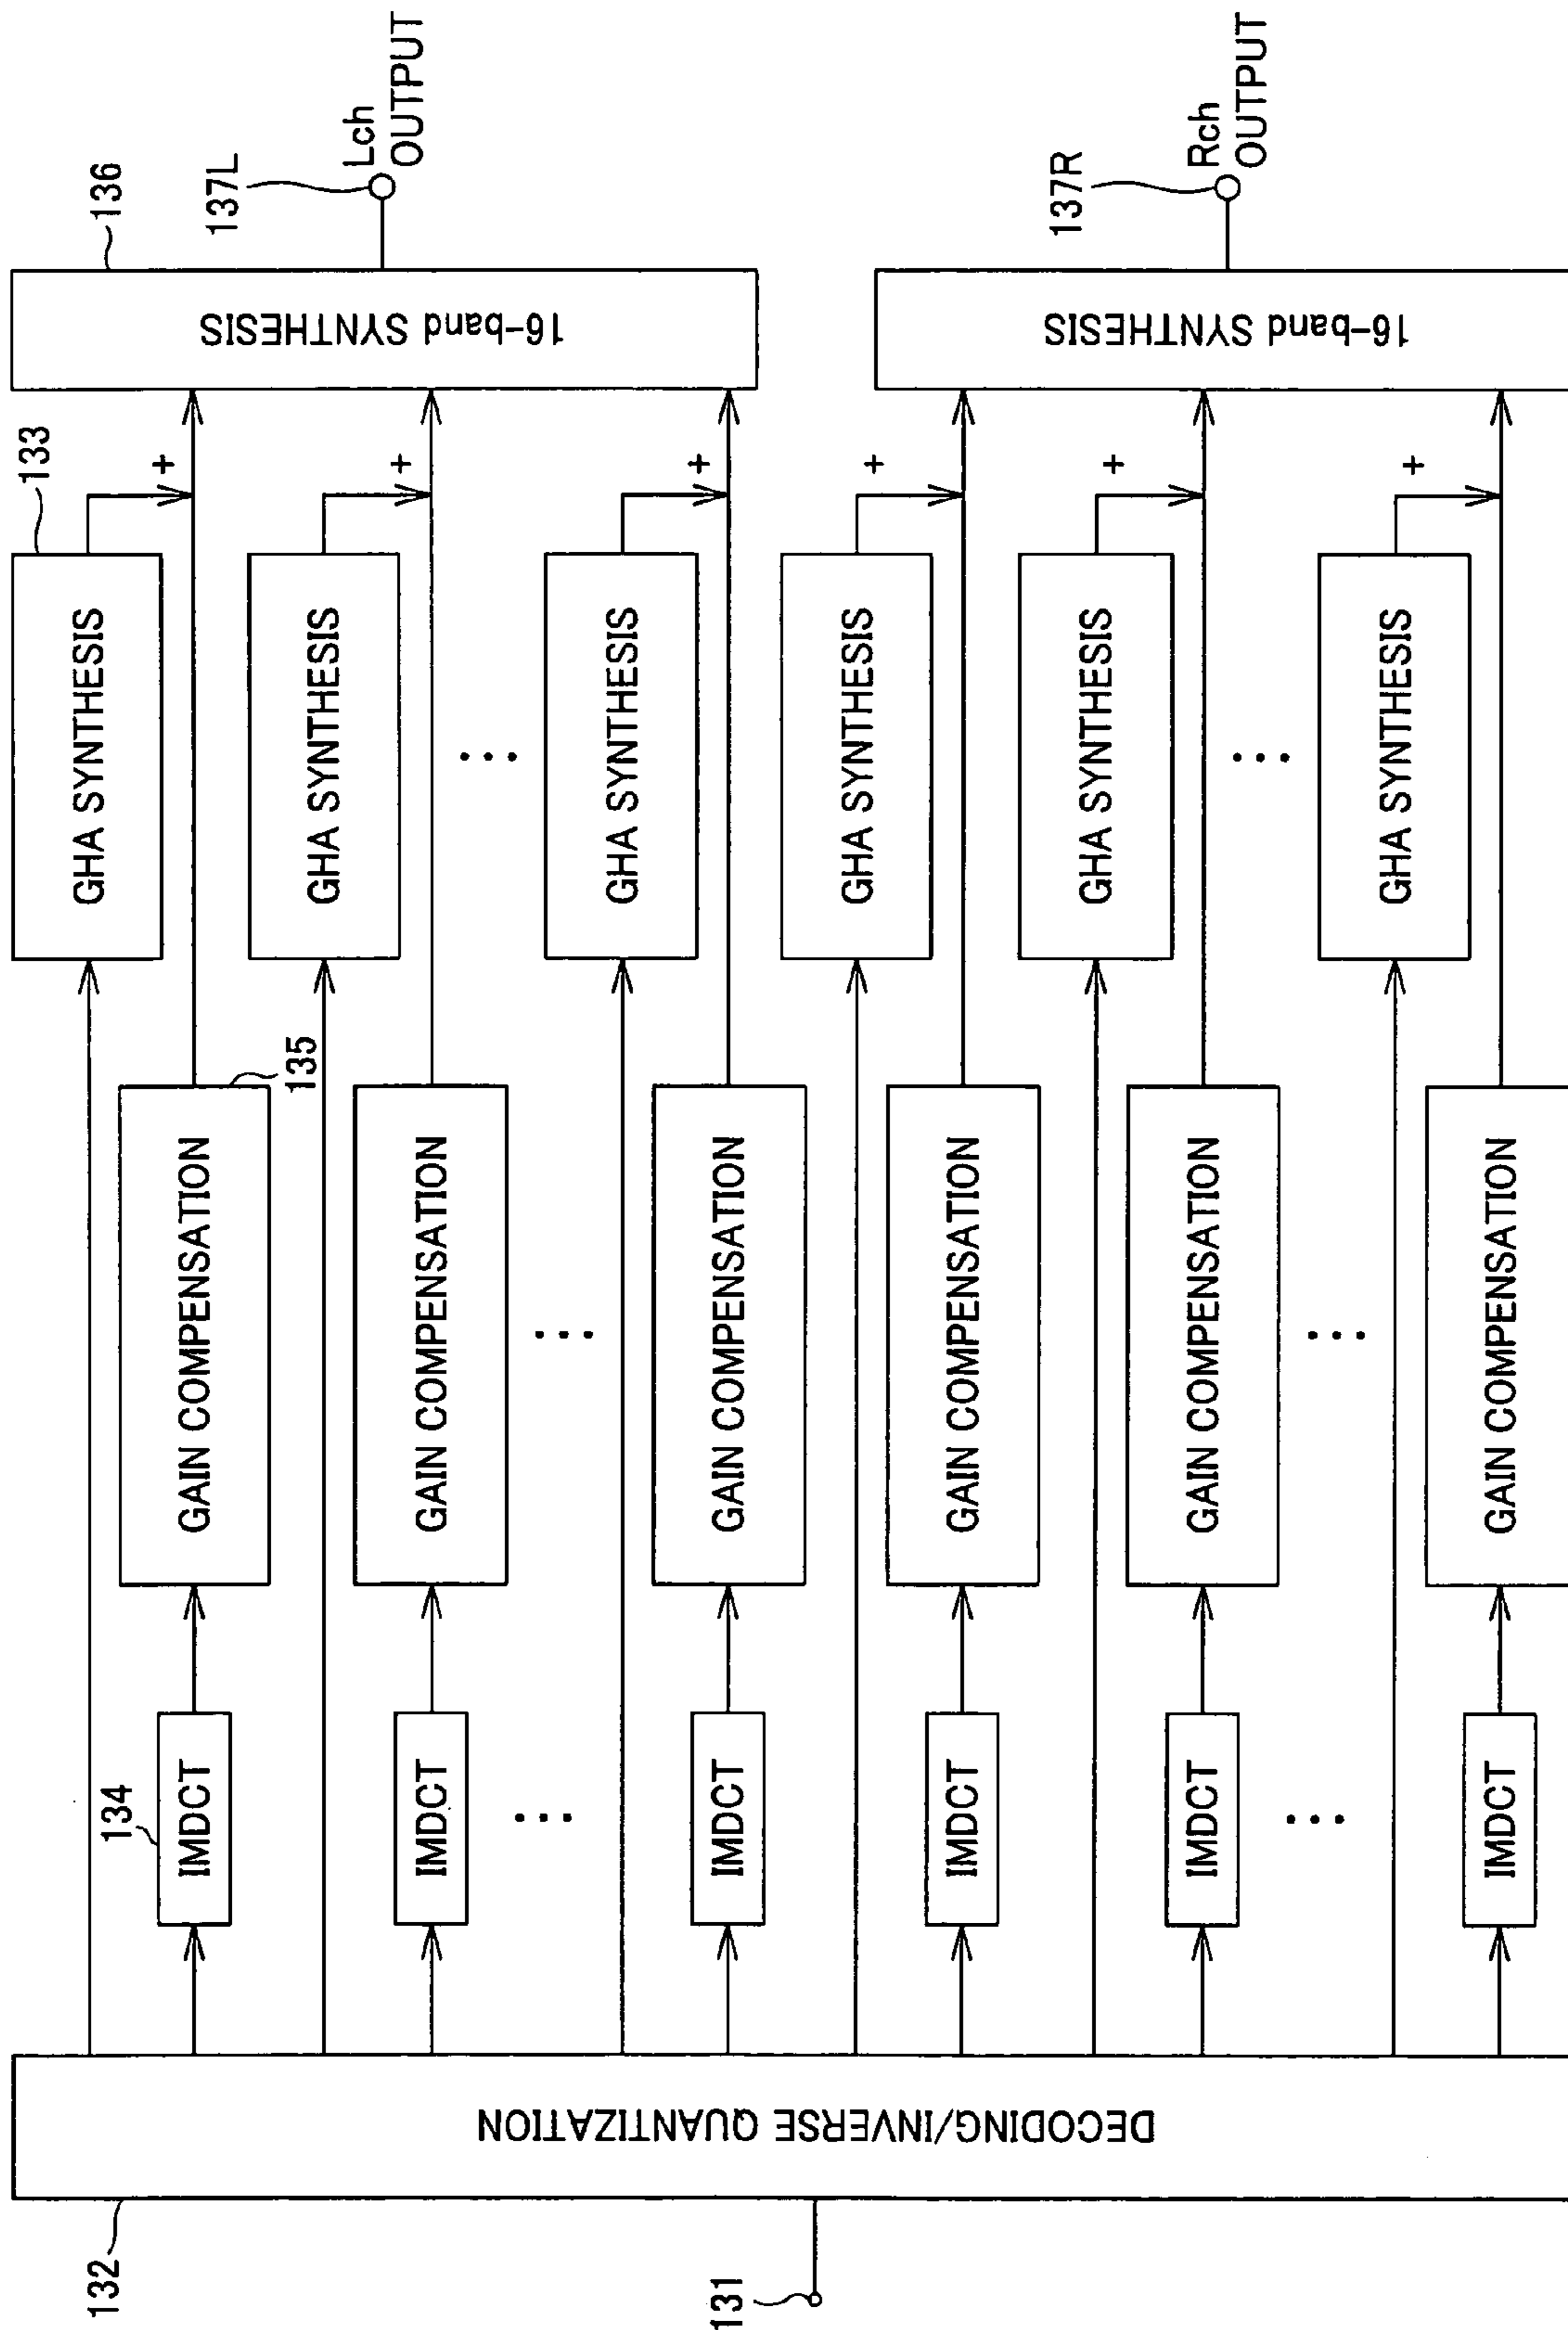 131
132
DECODING/INVERSE QUANTIZATION
134
IMDCT
IMDCT
...
IMDCT
IMDCT
IMDCT
...
IMDCT
GAIN COMPENSATION
135
GAIN COMPENSATION
...
GAIN COMPENSATION
GAIN COMPENSATION
GAIN COMPENSATION
...
GAIN COMPENSATION
133
GHA SYNTHESIS
GHA SYNTHESIS
...
GHA SYNTHESIS
GHA SYNTHESIS
GHA SYNTHESIS
...
GHA SYNTHESIS
+
+
+
+
+
+
136
16-band SYNTHESIS
16-band SYNTHESIS
137L
Lch
OUTPUT
137R
Rch
OUTPUT